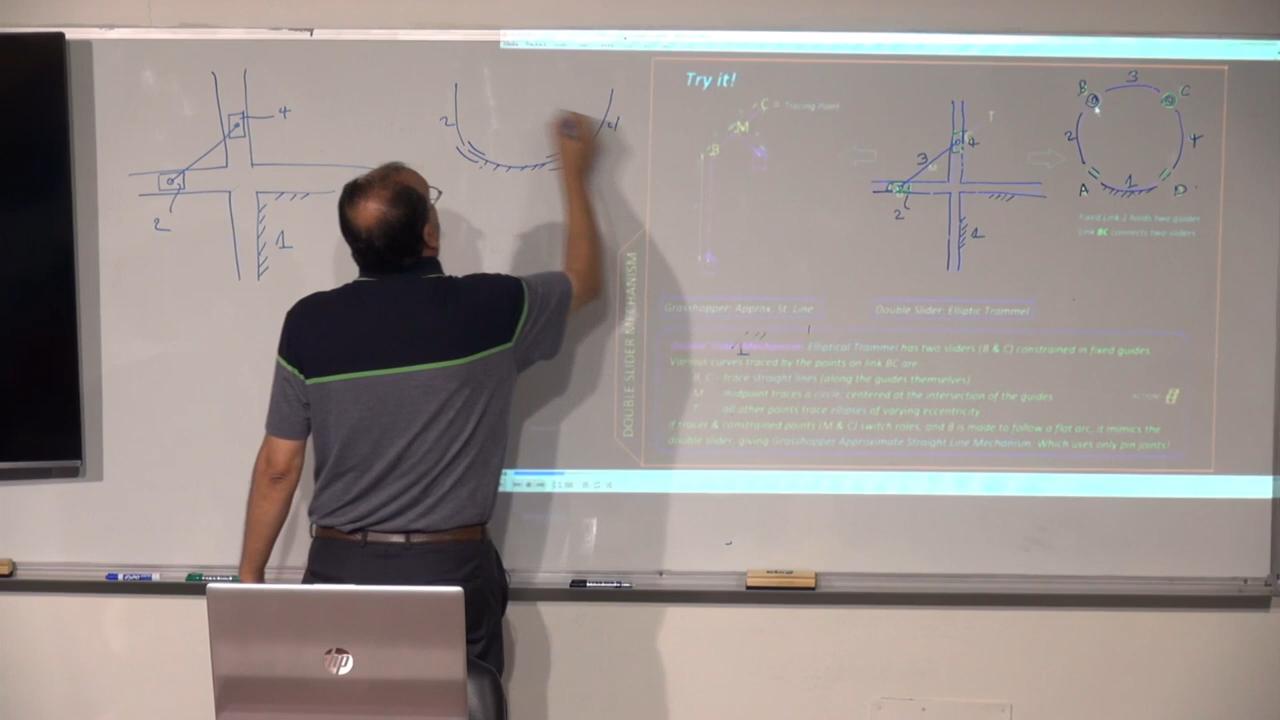 4
2
1
2
4
Try it!
C = Tracing Point
M
B
DOUBLE SLIDER MECHANISM
T
4
3
2
1
3
B
C
2
4
A
1
D
Fixed Link 1 holds two guides
Link BC connects two sliders
Grasshopper: Approx. St. Line
Double Slider: Elliptic Trammel
1
Elliptical Trammel has two sliders (B & C) constrained in fixed guides.
Various curves traced by the points on link BC are
B, C - trace straight lines (along the guides themselves)
M midpoint traces a circle, centered at the intersection of the guides
T all other points trace ellipses of varying eccentricity
If tracer & constrained points (M & C) switch roles, and B is made to follow a flat arc, it mimics the
double slider, giving Grasshopper Approximate Straight Line Mechanism. Which uses only pin joints!
hp